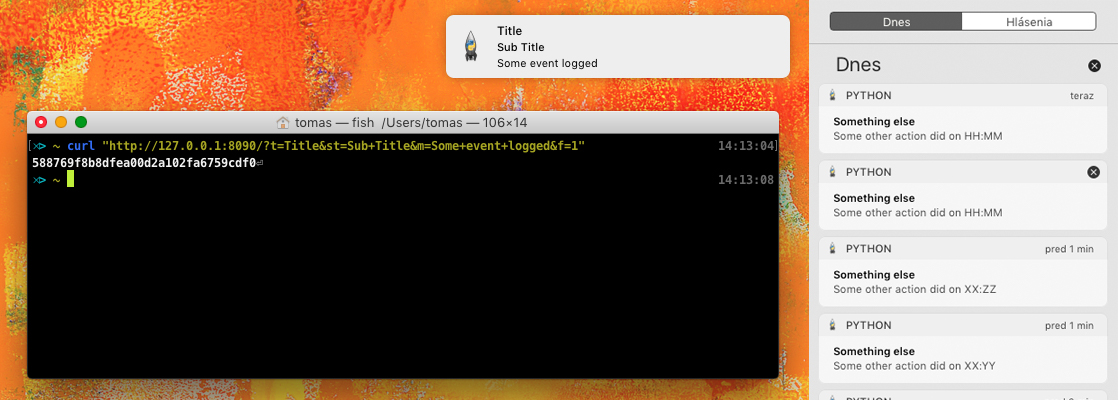 Title
Sub Title
Some event logged
tomas — fish /Users/tomas — 106×14
~ curl "http://127.0.0.1:8090/?t=Title&st=Sub+Title&m=Some+event+logged&f=1" 14:13:04
588769f8b8dfea00d2a102fa6759cdf0⏎
~ 14:13:08
Dnes Hlásenia
Dnes
PYTHON teraz
Something else
Some other action did on HH:MM
PYTHON
Something else
Some other action did on HH:MM
PYTHON pred 1 min
Something else
Some other action did on XX:ZZ
PYTHON pred 1 min
Something else
Some other action did on XX:YY